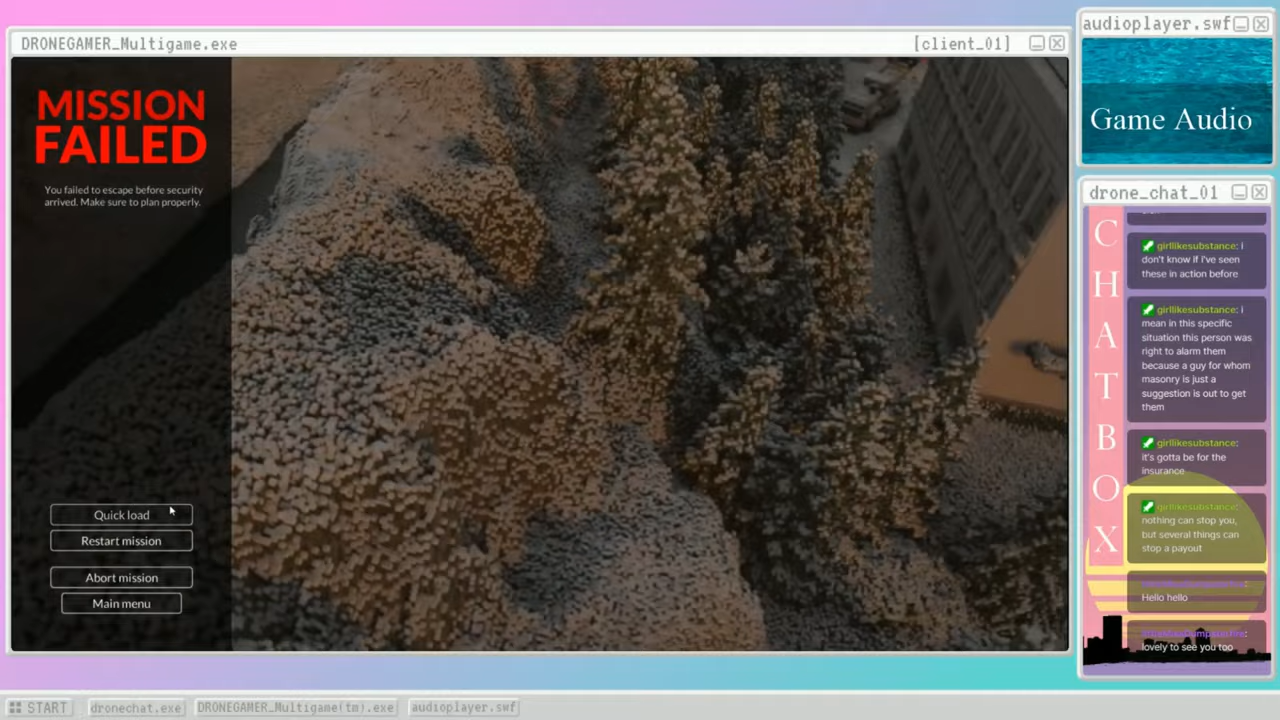 DRONEGAMER_Multigame.exe
[client_01]
MISSION
FAILED
You failed to escape before security
arrived. Make sure to plan properly.
Quick load
Restart mission
Abort mission
Main menu
audioplayer.swf
Game Audio
drone_chat_01
CHATBOX
girllikesubstance: i
don't know if i've seen
these in action before
girllikesubstance: i
mean in this specific
situation this person was
right to alarm them
because a guy for whom
masonry is just a
suggestion is out to get
them
girllikesubstance:
it's gotta be for the
insurance
girllikesubstance:
nothing can stop you,
but several things can
stop a payout
Hello hello
lovely to see you too
START
dronechat.exe
DRONEGAMER_Multigame(tm).exe
audioplayer.swf